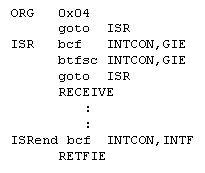 ORG 0x04
goto ISR
ISR bcf INTCON,GIE
btfsc INTCON,GIE
goto ISR
RECEIVE
:
:
ISRend bcf INTCON,INTF
RETFIE